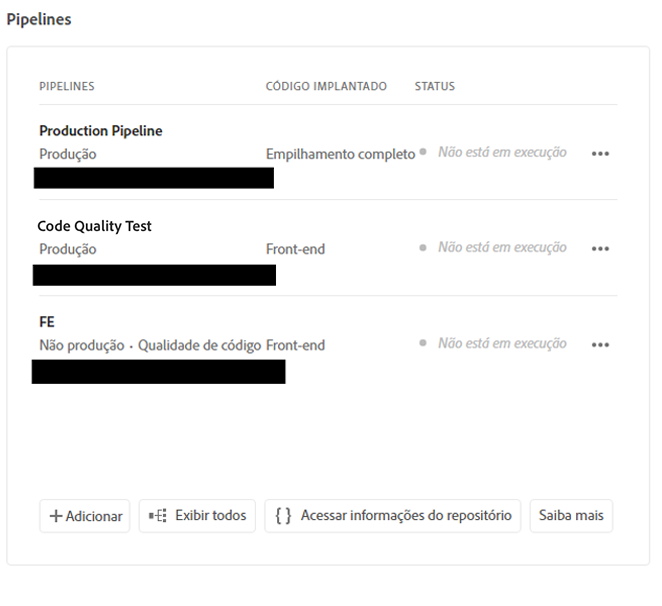 Pipelines
PIPELINES CÓDIGO IMPLANTADO STATUS
Production Pipeline
Produção Empilhamento completo Não está em execução
Code Quality Test
Produção Front-end Não está em execução
FE
Não produção · Qualidade de código Front-end Não está em execução
Adicionar Exibir todos Acessar informações do repositório Saiba mais